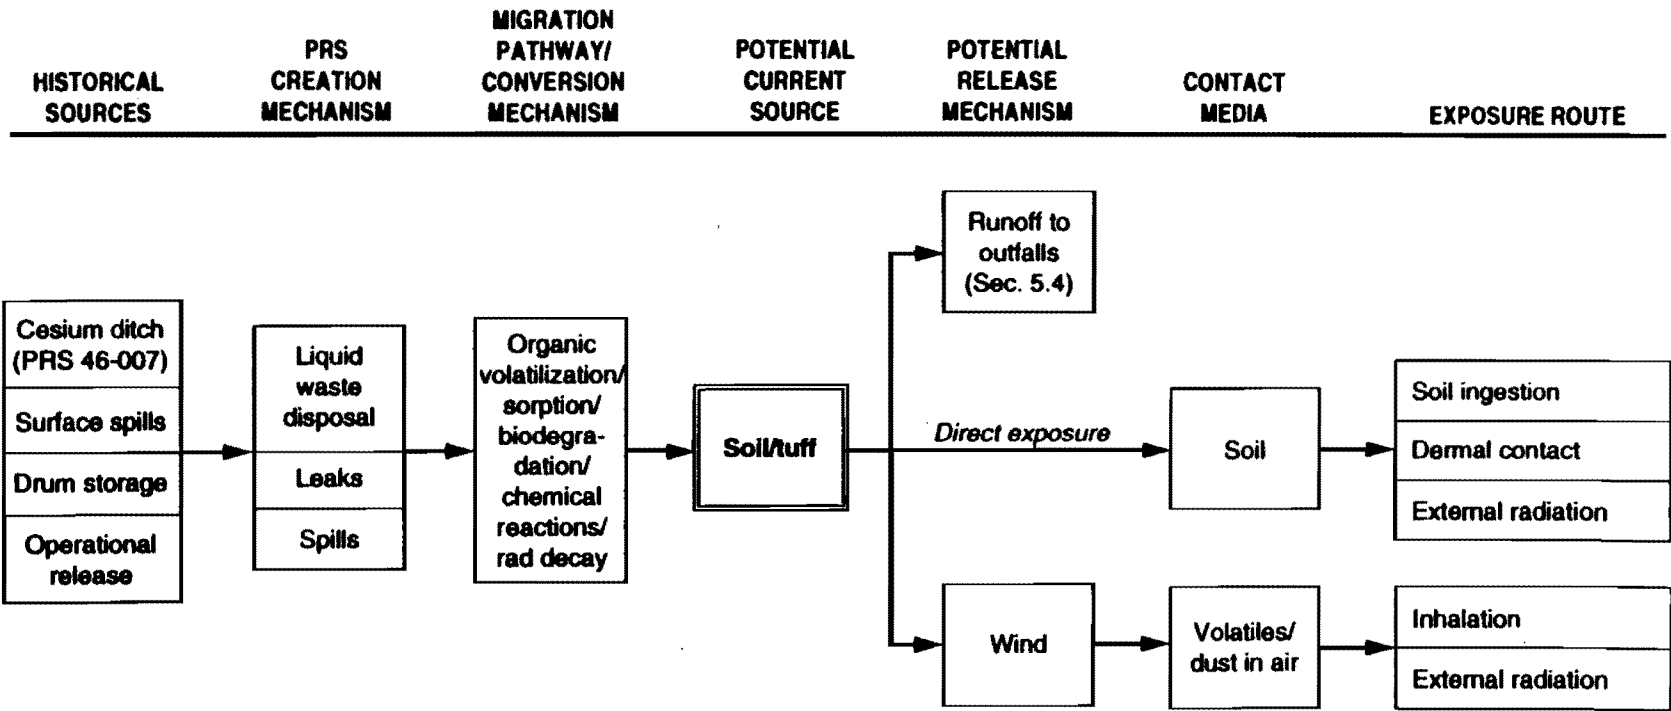 HISTORICAL
SOURCES
PRS
CREATION
MECHANISM
MIGRATION
PATHWAY/
CONVERSION
MECHANISM
POTENTIAL
CURRENT
SOURCE
POTENTIAL
RELEASE
MECHANISM
CONTACT
MEDIA
EXPOSURE ROUTE
Cesium ditch
(PRS 46-007)
Surface spills
Drum storage
Operational
release
Liquid
waste
disposal
Leaks
Spills
Organic
volatilization/
sorption/
biodegra-
dation/
chemical
reactions/
rad decay
Soil/tuff
Runoff to
outfalls
(Sec. 5.4)
Direct exposure
Soil
Soil ingestion
Dermal contact
External radiation
Wind
Volatiles/
dust in air
Inhalation
External radiation